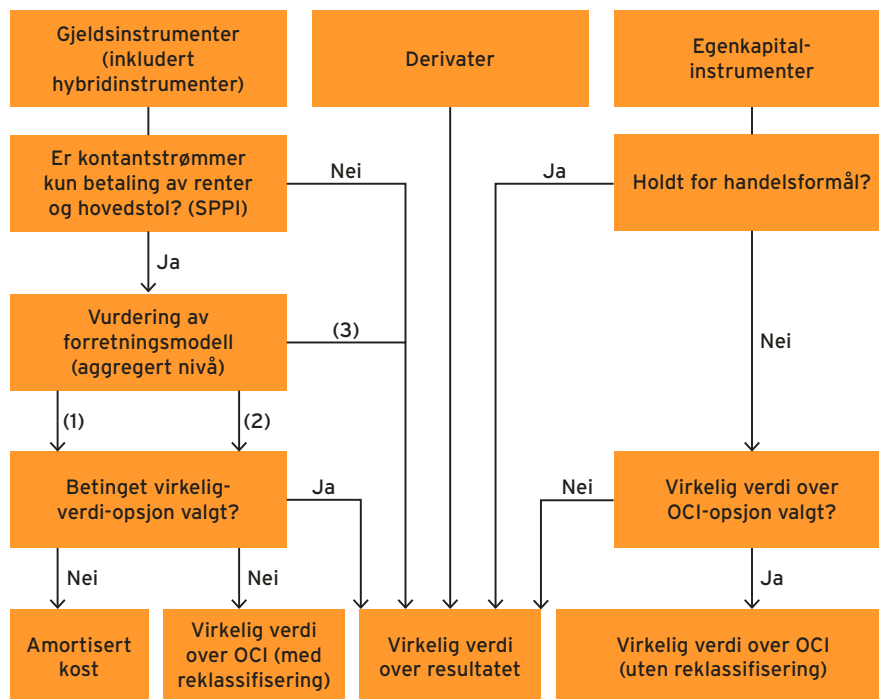 Gjeldsinstrumenter
(inkludert
hybridinstrumenter)
Derivater
Egenkapital-
instrumenter
Er kontantstrømmer
kun betaling av renter
og hovedstol? (SPPI)
Nei
Ja
Holdt for handelsformål?
Ja
Vurdering av
forretningsmodell
(aggregert nivå)
(3)
Nei
(1)
(2)
Betinget virkelig-
verdi-opsjon valgt?
Ja
Nei
Virkelig verdi over
OCI-opsjon valgt?
Nei
Nei
Ja
Amortisert
kost
Virkelig verdi
over OCI (med
reklassifisering)
Virkelig verdi
over resultatet
Virkelig verdi over OCI
(uten reklassifisering)